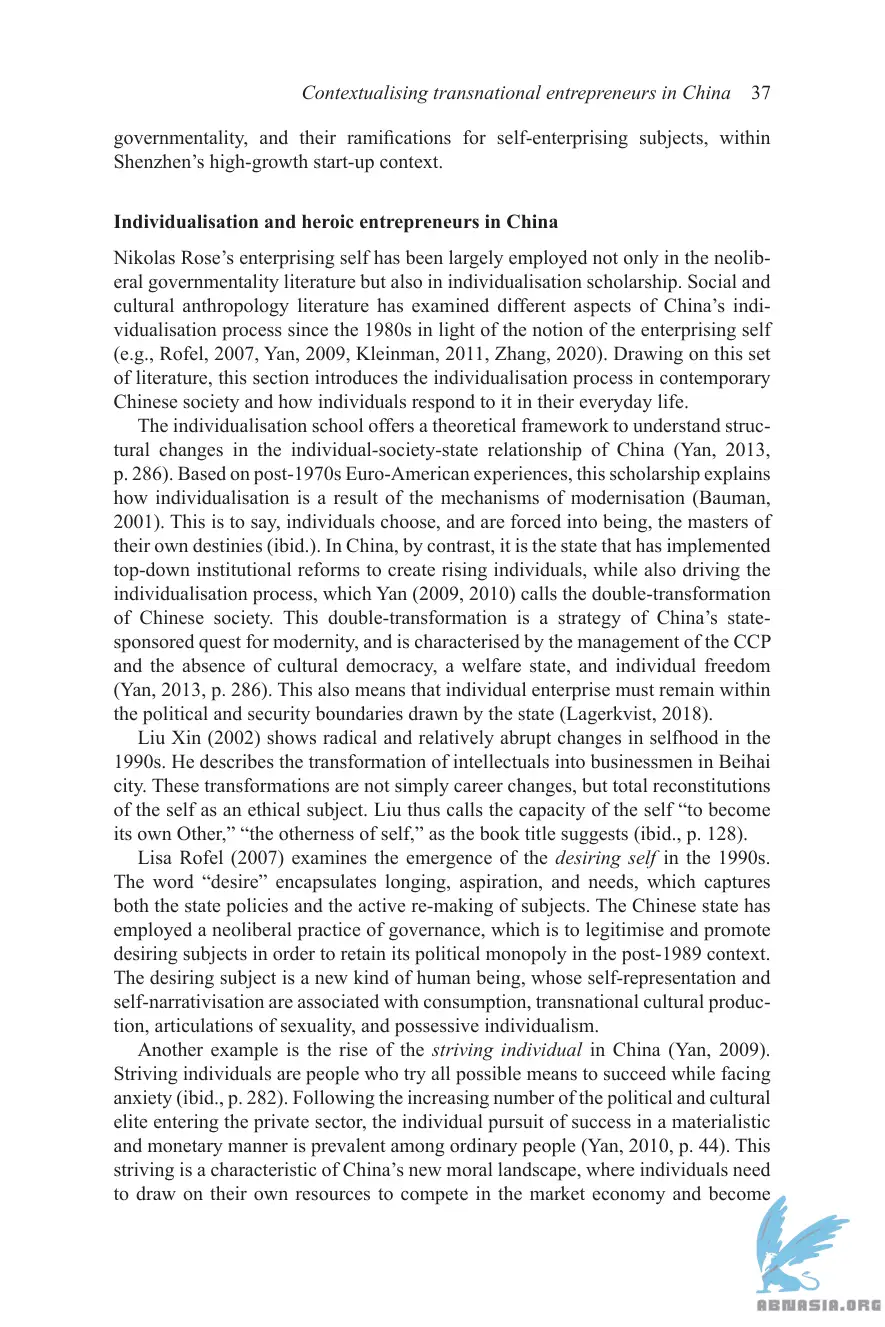 Contextualising transnational entrepreneurs in China 37
governmentality, and their ramifications for self-enterprising subjects, within
Shenzhen’s high-growth start-up context.
Individualisation and heroic entrepreneurs in China
Nikolas Rose’s enterprising self has been largely employed not only in the neolib-
eral governmentality literature but also in individualisation scholarship. Social and
cultural anthropology literature has examined different aspects of China’s indi-
vidualisation process since the 1980s in light of the notion of the enterprising self
(e.g., Rofel, 2007, Yan, 2009, Kleinman, 2011, Zhang, 2020). Drawing on this set
of literature, this section introduces the individualisation process in contemporary
Chinese society and how individuals respond to it in their everyday life.
The individualisation school offers a theoretical framework to understand struc-
tural changes in the individual-society-state relationship of China (Yan, 2013,
p. 286). Based on post-1970s Euro-American experiences, this scholarship explains
how individualisation is a result of the mechanisms of modernisation (Bauman,
2001). This is to say, individuals choose, and are forced into being, the masters of
their own destinies (ibid.). In China, by contrast, it is the state that has implemented
top-down institutional reforms to create rising individuals, while also driving the
individualisation process, which Yan (2009, 2010) calls the double-transformation
of Chinese society. This double-transformation is a strategy of China’s state-
sponsored quest for modernity, and is characterised by the management of the CCP
and the absence of cultural democracy, a welfare state, and individual freedom
(Yan, 2013, p. 286). This also means that individual enterprise must remain within
the political and security boundaries drawn by the state (Lagerkvist, 2018).
Liu Xin (2002) shows radical and relatively abrupt changes in selfhood in the
1990s. He describes the transformation of intellectuals into businessmen in Beihai
city. These transformations are not simply career changes, but total reconstitutions
of the self as an ethical subject. Liu thus calls the capacity of the self “to become
its own Other,” “the otherness of self,” as the book title suggests (ibid., p. 128).
Lisa Rofel (2007) examines the emergence of the desiring self in the 1990s.
The word “desire” encapsulates longing, aspiration, and needs, which captures
both the state policies and the active re-making of subjects. The Chinese state has
employed a neoliberal practice of governance, which is to legitimise and promote
desiring subjects in order to retain its political monopoly in the post-1989 context.
The desiring subject is a new kind of human being, whose self-representation and
self-narrativisation are associated with consumption, transnational cultural produc-
tion, articulations of sexuality, and possessive individualism.
Another example is the rise of the striving individual in China (Yan, 2009).
Striving individuals are people who try all possible means to succeed while facing
anxiety (ibid., p. 282). Following the increasing number of the political and cultural
elite entering the private sector, the individual pursuit of success in a materialistic
and monetary manner is prevalent among ordinary people (Yan, 2010, p. 44). This
striving is a characteristic of China’s new moral landscape, where individuals need
to draw on their own resources to compete in the market economy and become
ABNASIA.ORG